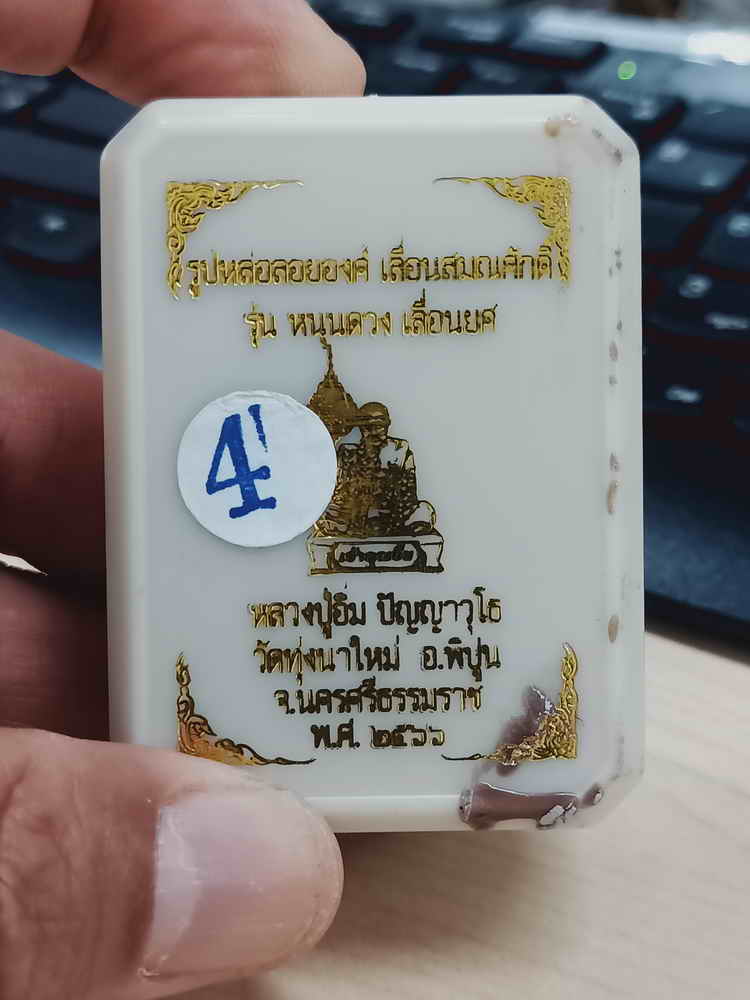 รูปหล่อลอยองค์ เลื่อนสมณศักดิ์
รุ่น หนุนดวง เลื่อนยศ
4'
หลวงปู่อิ่ม ปัญญาวุโธ
วัดทุ่งนาใหม่ อ.พิปูน
จ.นครศรีธรรมราช
พ.ศ. ๒๕๖๖